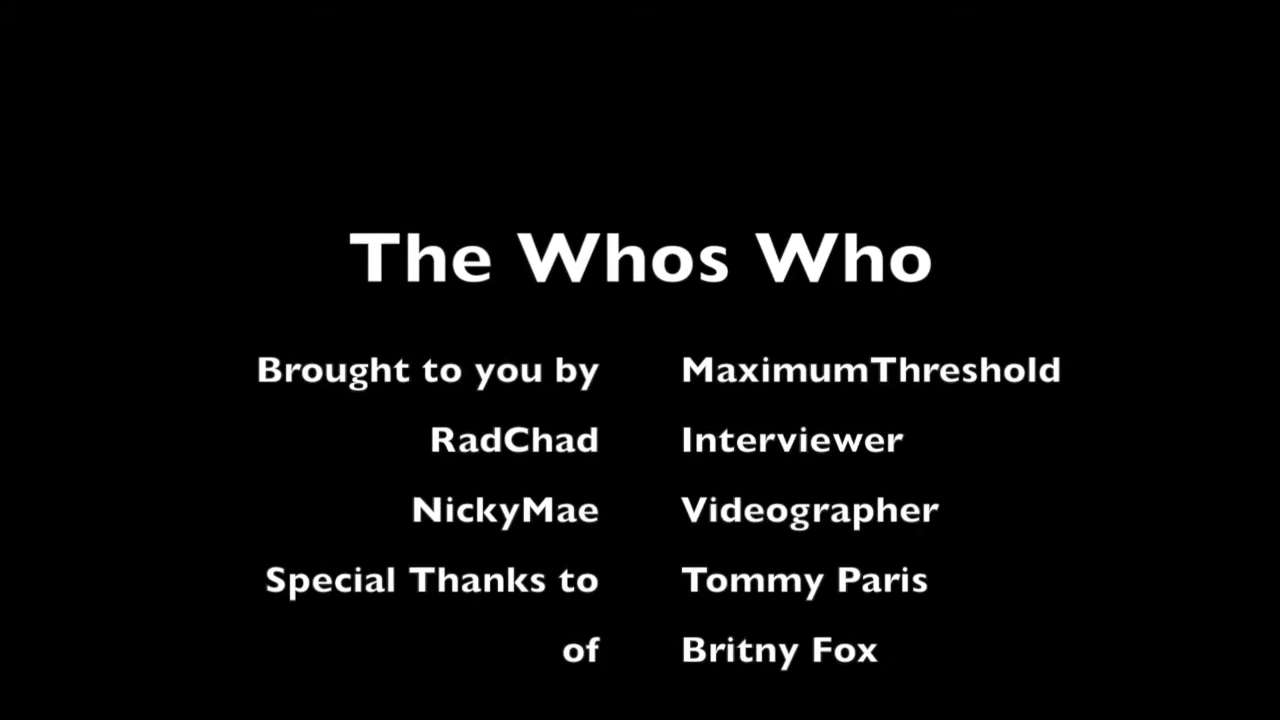 The Whos Who
Brought to you by MaximumThreshold
RadChad Interviewer
NickyMae Videographer
Special Thanks to Tommy Paris
of Britny Fox